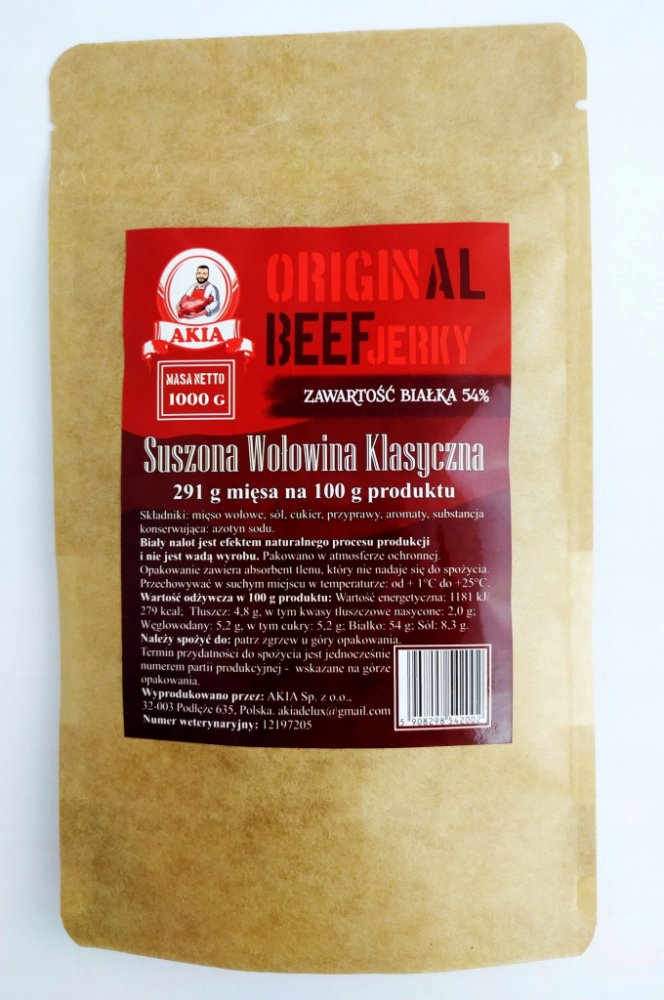 AKIA
ORIGINAL
BEEF JERKY
MASA NETTO
1000 G
ZAWARTOŚĆ BIAŁKA 54%
Suszona Wołowina Klasyczna
291 g mięsa na 100 g produktu
Składniki: mięso wołowe, sól, cukier, przyprawy, aromaty, substancja
konserwująca: azotyn sodu.
Biały nalot jest efektem naturalnego procesu produkcji
i nie jest wadą wyrobu. Pakowano w atmosferze ochronnej.
Opakowanie zawiera absorbent tlenu, który nie nadaje się do spożycia.
Przechowywać w suchym miejscu w temperaturze: od + 1°C do +25°C.
Wartość odżywcza w 100 g produktu: Wartość energetyczna: 1181 kJ/
279 kcal; Tłuszcz: 4,8 g, w tym kwasy tłuszczowe nasycone: 2,0 g;
Węglowodany: 5,2 g, w tym cukry: 5,2 g; Białko: 54 g; Sól: 8,3 g.
Należy spożyć do: patrz zgrzew u góry opakowania.
Termin przydatności do spożycia jest jednocześnie
numerem partii produkcyjnej - wskazane na górze
opakowania.
Wyprodukowano przez: AKIA Sp. z o.o.,
32-003 Podłęże 635, Polska. akiadelux@gmail.com
Numer weterynaryjny: 12197205
5 908298 542002